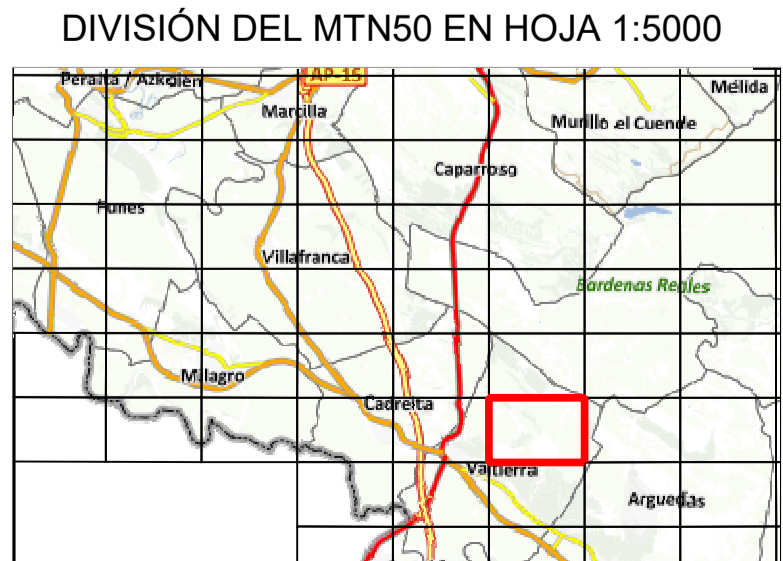 DIVISIÓN DEL MTN50 EN HOJA 1:5000
Peralta / Azkoien
AP-15
Mélida
Marcilla
Murillo el Cuende
Caparroso
Funes
Villafranca
Bardenas Reales
Milagro
Cadreita
Valtierra
Arguedas